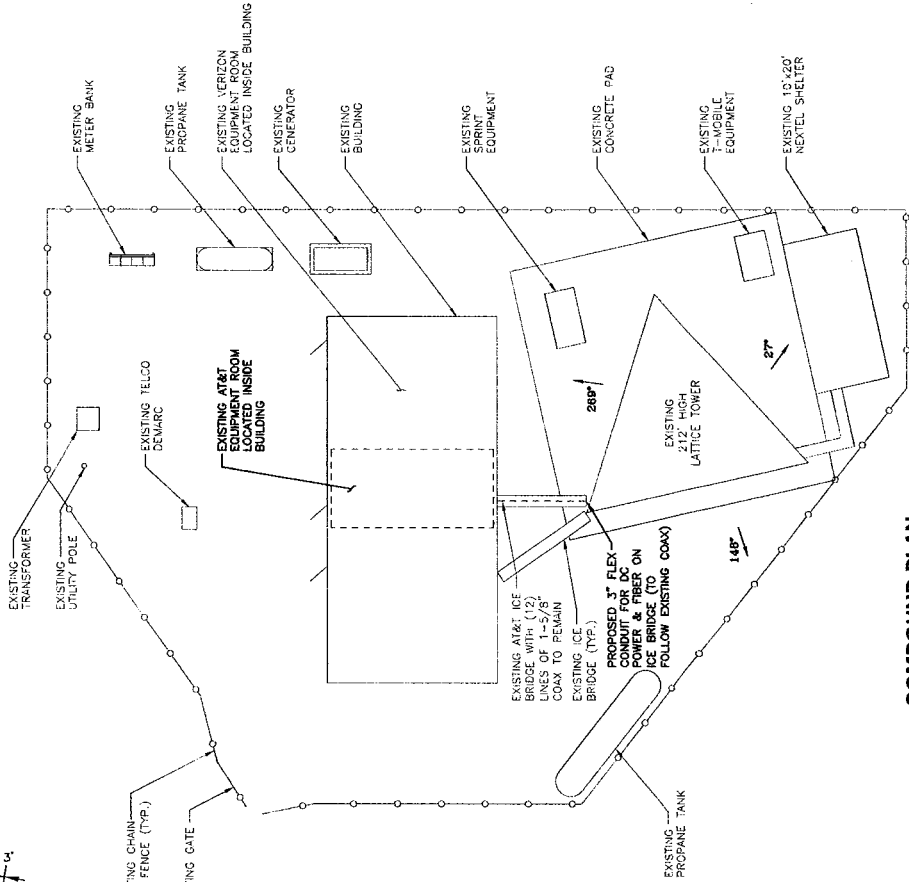 EXISTING
METER BANK
EXISTING
PROPANE TANK
EXISTING VERIZON
EQUIPMENT ROOM
LOCATED INSIDE BUILDING
EXISTING
GENERATOR
EXISTING
BUILDING
EXISTING
SPRINT
EQUIPMENT
EXISTING
CONCRETE PAD
EXISTING
T-MOBILE
EQUIPMENT
EXISTING 10'x20'
NEXTEL SHELTER
EXISTING
TRANSFORMER
EXISTING
UTILITY POLE
EXISTING TELCO
DEMARC
EXISTING AT&T
EQUIPMENT ROOM
LOCATED INSIDE
BUILDING
269°
27°
EXISTING
212' HIGH
LATTICE TOWER
148°
EXISTING AT&T ICE
BRIDGE WITH (12)
LINES OF 1-5/8"
COAX TO REMAIN
EXISTING ICE
BRIDGE (TYP.)
PROPOSED 3" FLEX
CONDUIT FOR DC
POWER & FIBER ON
ICE BRIDGE (TO
FOLLOW EXISTING COAX)
3'
TING CHAIN
FENCE (TYP.)
TING GATE
EXISTING
PROPANE TANK
COMPOUND PLAN